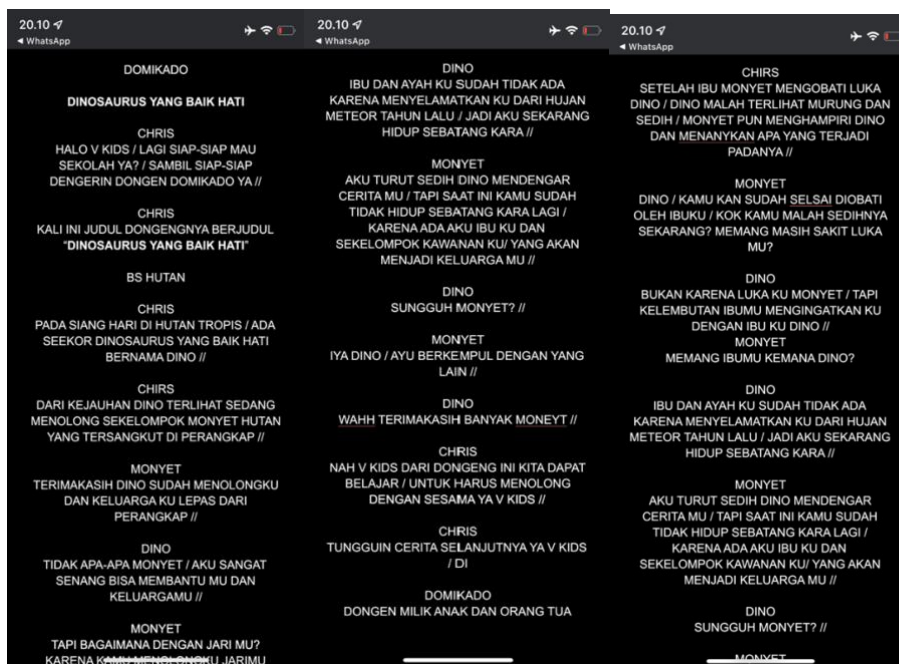 20.10
◄ WhatsApp
DOMIKADO
DINOSAURUS YANG BAIK HATI
CHRIS
HALO V KIDS / LAGI SIAP-SIAP MAU
SEKOLAH YA? / SAMBIL SIAP-SIAP
DENGERIN DONGEN DOMIKADO YA //
CHRIS
KALI INI JUDUL DONGENGNYA BERJUDUL
"DINOSAURUS YANG BAIK HATI"
BS HUTAN
CHRIS
PADA SIANG HARI DI HUTAN TROPIS / ADA
SEEKOR DINOSAURUS YANG BAIK HATI
BERNAMA DINO //
CHIRS
DARI KEJAUHAN DINO TERLIHAT SEDANG
MENOLONG SEKELOMPOK MONYET HUTAN
YANG TERSANGKUT DI PERANGKAP //
MONYET
TERIMAKASIH DINO SUDAH MENOLONGKU
DAN KELUARGA KU LEPAS DARI
PERANGKAP //
DINO
TIDAK APA-APA MONYET / AKU SANGAT
SENANG BISA MEMBANTU MU DAN
KELUARGAMU //
MONYET
TAPI BAGAIMANA DENGAN JARI MU?
KARENA KAMU MENOLONGKU JARIMU
20.10
◄ WhatsApp
DINO
IBU DAN AYAH KU SUDAH TIDAK ADA
KARENA MENYELAMATKAN KU DARI HUJAN
METEOR TAHUN LALU / JADI AKU SEKARANG
HIDUP SEBATANG KARA //
MONYET
AKU TURUT SEDIH DINO MENDENGAR
CERITA MU / TAPI SAAT INI KAMU SUDAH
TIDAK HIDUP SEBATANG KARA LAGI /
KARENA ADA AKU IBU KU DAN
SEKELOMPOK KAWANAN KU/ YANG AKAN
MENJADI KELUARGA MU //
DINO
SUNGGUH MONYET? //
MONYET
IYA DINO / AYU BERKEMPUL DENGAN YANG
LAIN //
DINO
WAHH TERIMAKASIH BANYAK MONEYT //
CHRIS
NAH V KIDS DARI DONGENG INI KITA DAPAT
BELAJAR / UNTUK HARUS MENOLONG
DENGAN SESAMA YA V KIDS //
CHRIS
TUNGGUIN CERITA SELANJUTNYA YA V KIDS
/ DI
DOMIKADO
DONGEN MILIK ANAK DAN ORANG TUA
20.10
◄ WhatsApp
CHIRS
SETELAH IBU MONYET MENGOBATI LUKA
DINO / DINO MALAH TERLIHAT MURUNG DAN
SEDIH / MONYET PUN MENGHAMPIRI DINO
DAN MENANYKAN APA YANG TERJADI
PADANYA //
MONYET
DINO / KAMU KAN SUDAH SELSAI DIOBATI
OLEH IBUKU / KOK KAMU MALAH SEDIHNYA
SEKARANG? MEMANG MASIH SAKIT LUKA
MU?
DINO
BUKAN KARENA LUKA KU MONYET / TAPI
KELEMBUTAN IBUMU MENGINGATKAN KU
DENGAN IBU KU DINO //
MONYET
MEMANG IBUMU KEMANA DINO?
DINO
IBU DAN AYAH KU SUDAH TIDAK ADA
KARENA MENYELAMATKAN KU DARI HUJAN
METEOR TAHUN LALU / JADI AKU SEKARANG
HIDUP SEBATANG KARA //
MONYET
AKU TURUT SEDIH DINO MENDENGAR
CERITA MU / TAPI SAAT INI KAMU SUDAH
TIDAK HIDUP SEBATANG KARA LAGI /
KARENA ADA AKU IBU KU DAN
SEKELOMPOK KAWANAN KU/ YANG AKAN
MENJADI KELUARGA MU //
DINO
SUNGGUH MONYET? //
MONYET